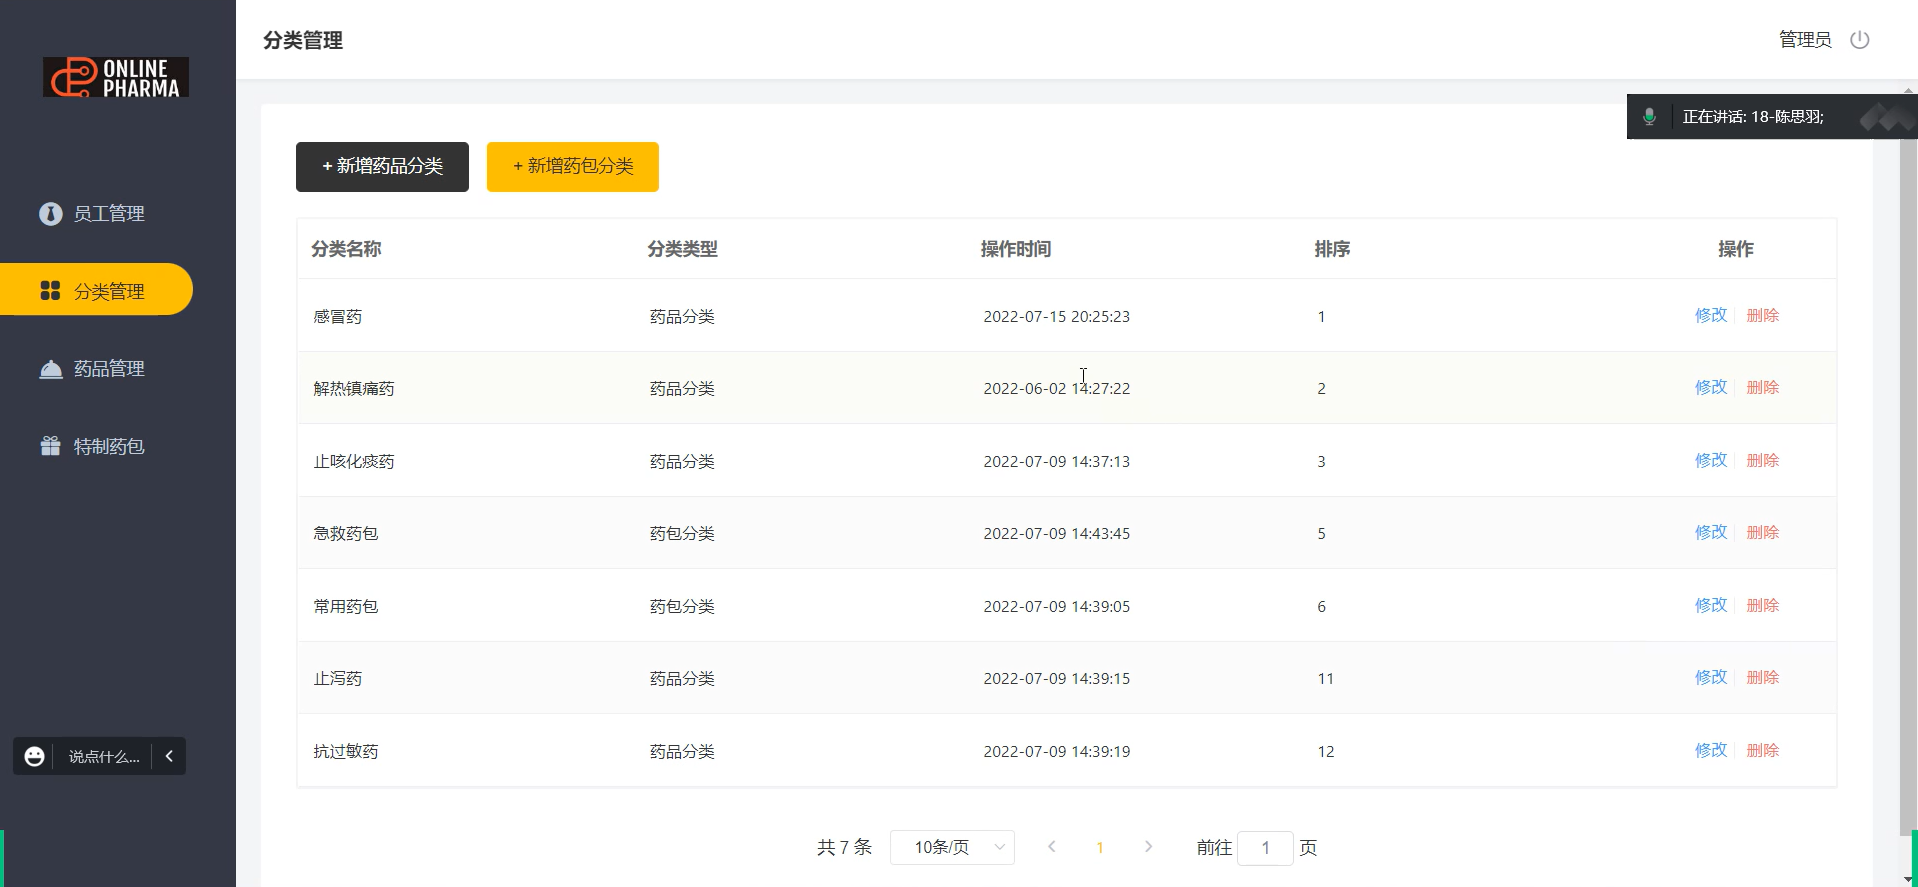 ONLINE
PHARMA
分类管理
管理员
正在讲话: 18-陈思羽;
员工管理
分类管理
药品管理
特制药包
说点什么...
+ 新增药品分类 + 新增药包分类
分类名称 分类类型 操作时间 排序 操作
感冒药 药品分类 2022-07-15 20:25:23 1 修改 删除
解热镇痛药 药品分类 2022-06-02 14:27:22 2 修改 删除
止咳化痰药 药品分类 2022-07-09 14:37:13 3 修改 删除
急救药包 药包分类 2022-07-09 14:43:45 5 修改 删除
常用药包 药包分类 2022-07-09 14:39:05 6 修改 删除
止泻药 药品分类 2022-07-09 14:39:15 11 修改 删除
抗过敏药 药品分类 2022-07-09 14:39:19 12 修改 删除
共 7 条 10条/页 1 前往 1 页